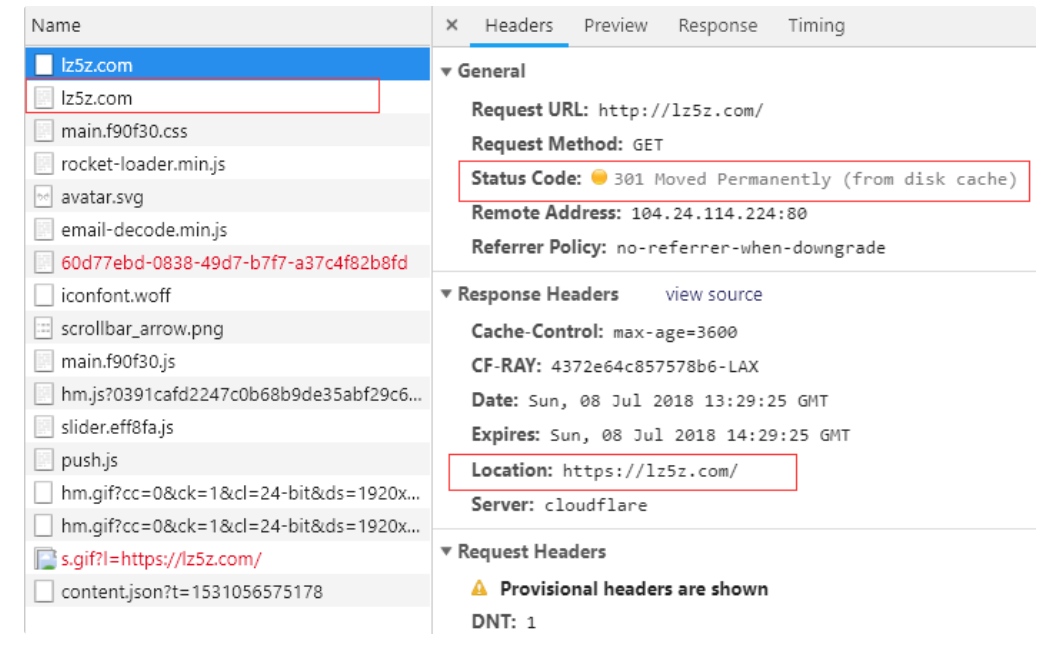 Name
lz5z.com
lz5z.com
main.f90f30.css
rocket-loader.min.js
avatar.svg
email-decode.min.js
60d77ebd-0838-49d7-b7f7-a37c4f82b8fd
iconfont.woff
scrollbar_arrow.png
main.f90f30.js
hm.js?0391cafd2247c0b68b9de35abf29c6...
slider.eff8fa.js
push.js
hm.gif?cc=0&ck=1&cl=24-bit&ds=1920x...
hm.gif?cc=0&ck=1&cl=24-bit&ds=1920x...
s.gif?l=https://lz5z.com/
content.json?t=1531056575178
× Headers Preview Response Timing
▼ General
Request URL: http://lz5z.com/
Request Method: GET
Status Code: 301 Moved Permanently (from disk cache)
Remote Address: 104.24.114.224:80
Referrer Policy: no-referrer-when-downgrade
▼ Response Headers view source
Cache-Control: max-age=3600
CF-RAY: 4372e64c857578b6-LAX
Date: Sun, 08 Jul 2018 13:29:25 GMT
Expires: Sun, 08 Jul 2018 14:29:25 GMT
Location: https://lz5z.com/
Server: cloudflare
▼ Request Headers
Provisional headers are shown
DNT: 1